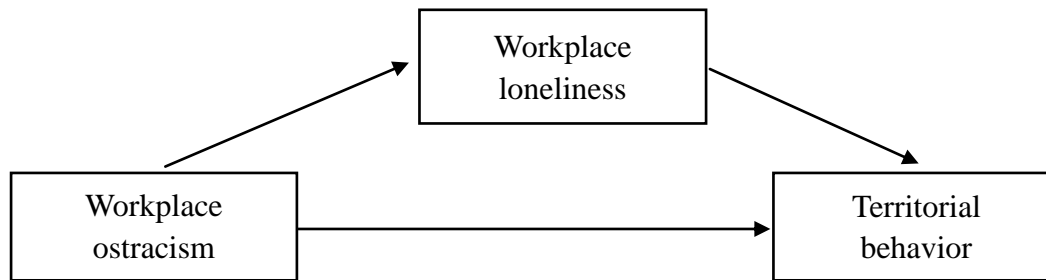 Workplace
loneliness
Workplace
ostracism
Territorial
behavior